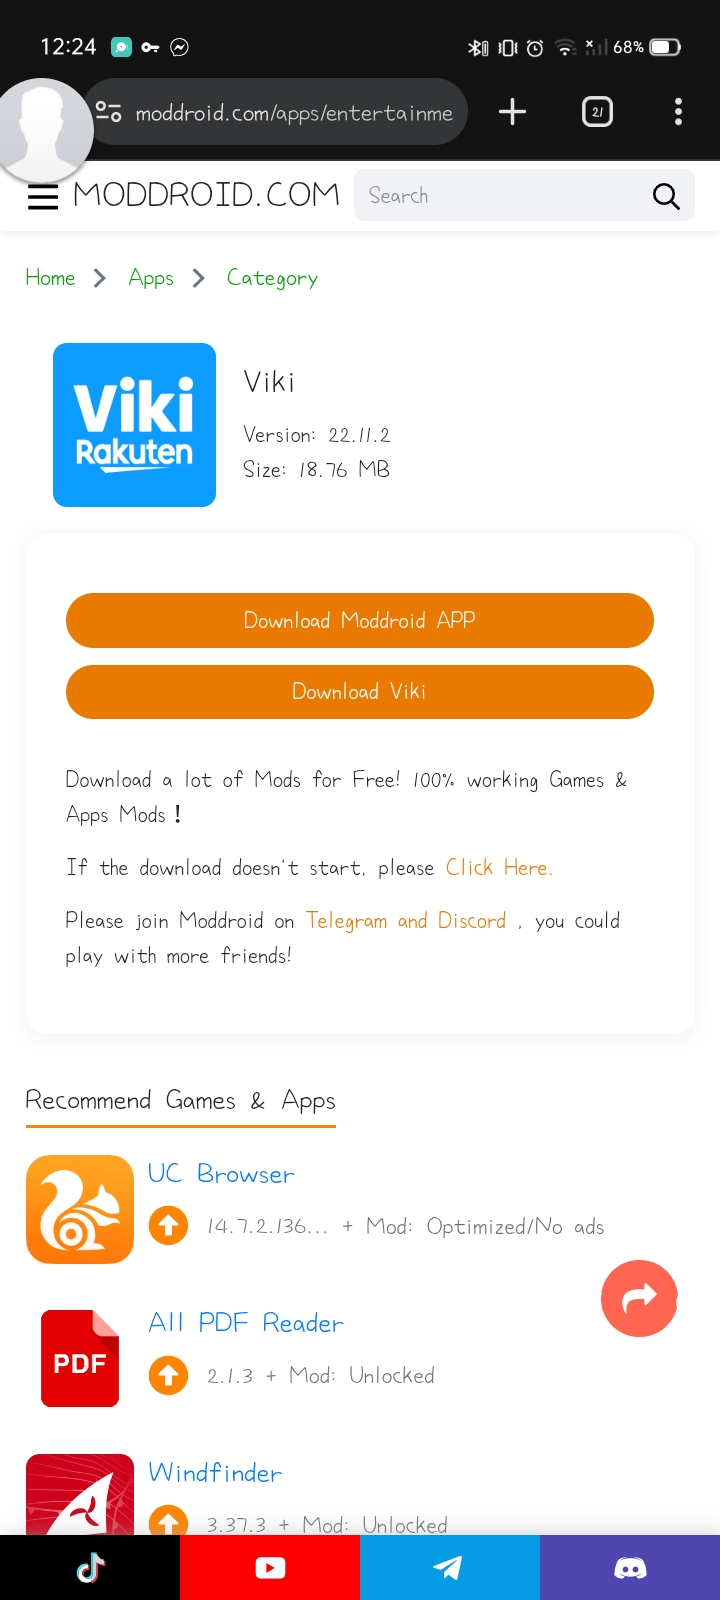 12:24
68%
moddroid.com/apps/entertainme
21
MODDROID.COM
Search
Home
Apps
Category
Viki
Rakuten
Viki
Version: 22.11.2
Size: 18.76 MB
Download Moddroid APP
Download Viki
Download a lot of Mods for Free! 100% working Games &
Apps Mods！
If the download doesn't start, please Click Here.
Please join Moddroid on Telegram and Discord , you could
play with more friends!
Recommend Games & Apps
UC Browser
14.7.2.136... + Mod: Optimized/No ads
PDF
All PDF Reader
2.1.3 + Mod: Unlocked
Windfinder
3.37.3 + Mod: Unlocked